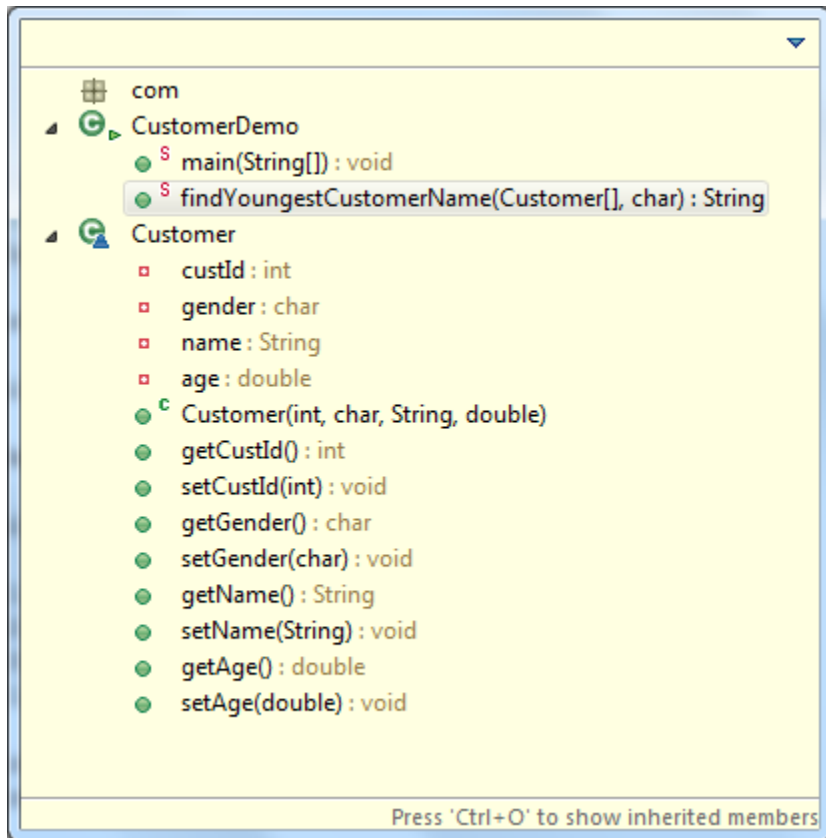 com
CustomerDemo
S main(String[]) : void
S findYoungestCustomerName(Customer[], char) : String
Customer
custId : int
gender : char
name : String
age : double
C Customer(int, char, String, double)
getCustId() : int
setCustId(int) : void
getGender() : char
setGender(char) : void
getName() : String
setName(String) : void
getAge() : double
setAge(double) : void
Press 'Ctrl+O' to show inherited members